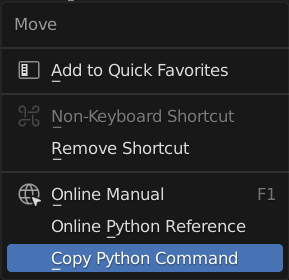 Move
Add to Quick Favorites
Non-Keyboard Shortcut
Remove Shortcut
Online Manual F1
Online Python Reference
Copy Python Command